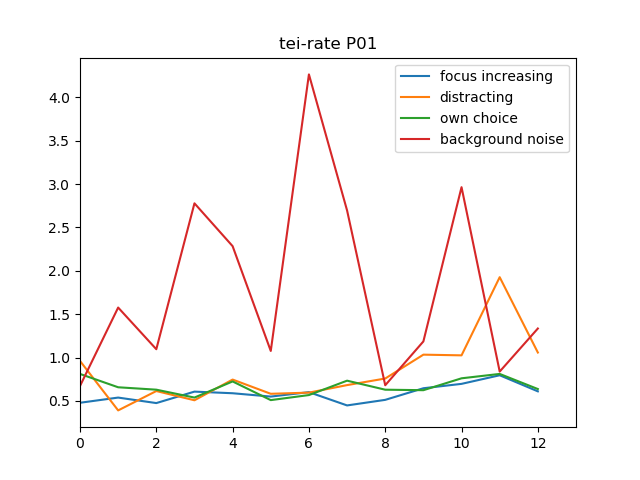 tei-rate P01
focus increasing
distracting
own choice
background noise
4.0
3.5
3.0
2.5
2.0
1.5
1.0
0.5
0 2 4 6 8 10 12